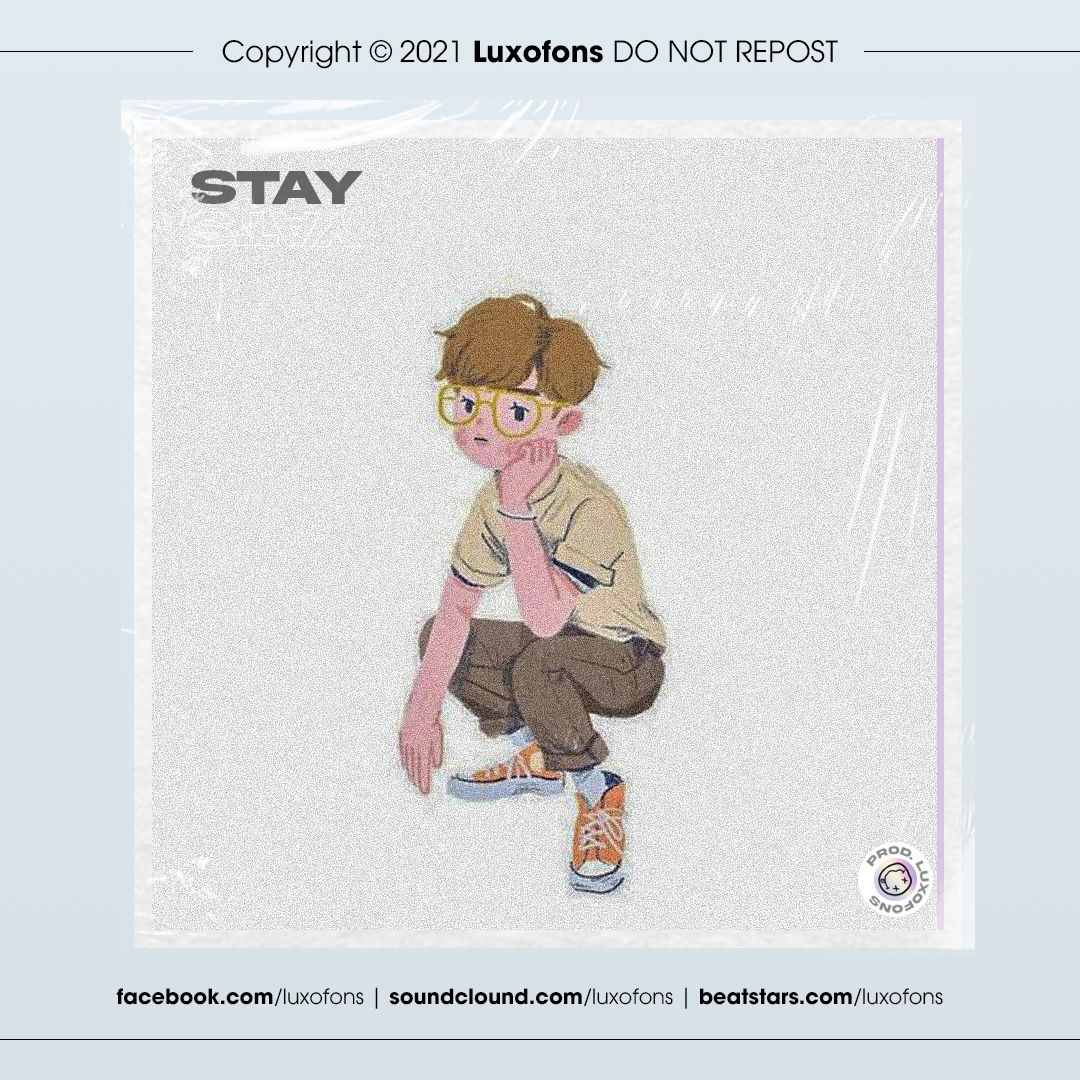 Copyright © 2021 Luxofons DO NOT REPOST
STAY
PROD. LUXOFONS
facebook.com/luxofons | soundclound.com/luxofons | beatstars.com/luxofons